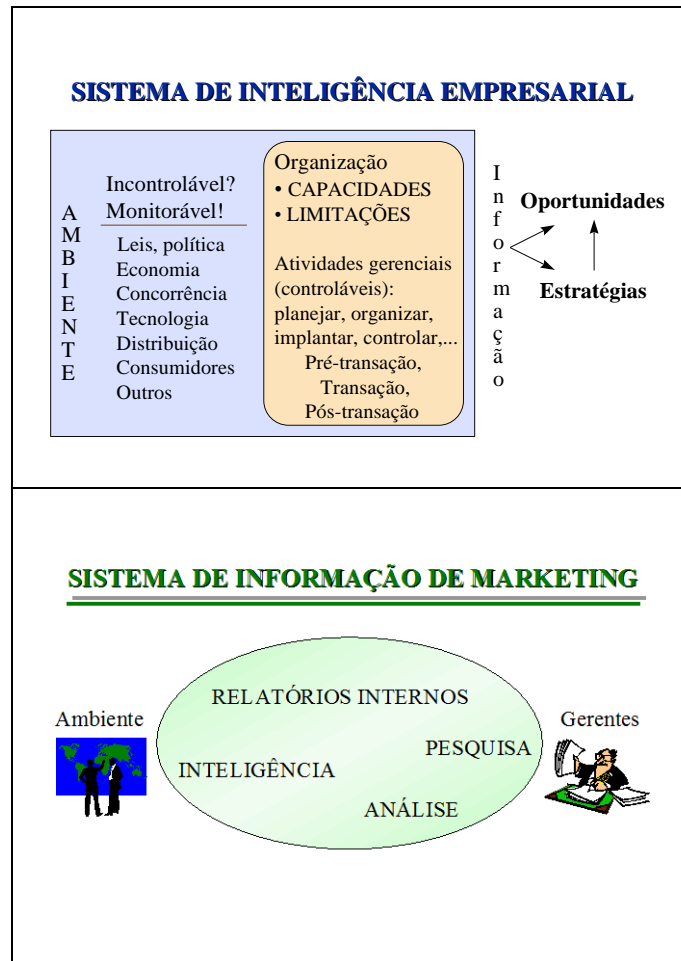 SISTEMA DE INTELIGÊNCIA EMPRESARIAL
AMBIENTE
Incontrolável?
Monitorável!
Leis, política
Economia
Concorrência
Tecnologia
Distribuição
Consumidores
Outros
Organização
• CAPACIDADES
• LIMITAÇÕES
Atividades gerenciais
(controláveis):
planejar, organizar,
implantar, controlar,...
Pré-transação,
Transação,
Pós-transação
Informação
Oportunidades
Estratégias
SISTEMA DE INFORMAÇÃO DE MARKETING
Ambiente
RELATÓRIOS INTERNOS
INTELIGÊNCIA
PESQUISA
ANÁLISE
Gerentes